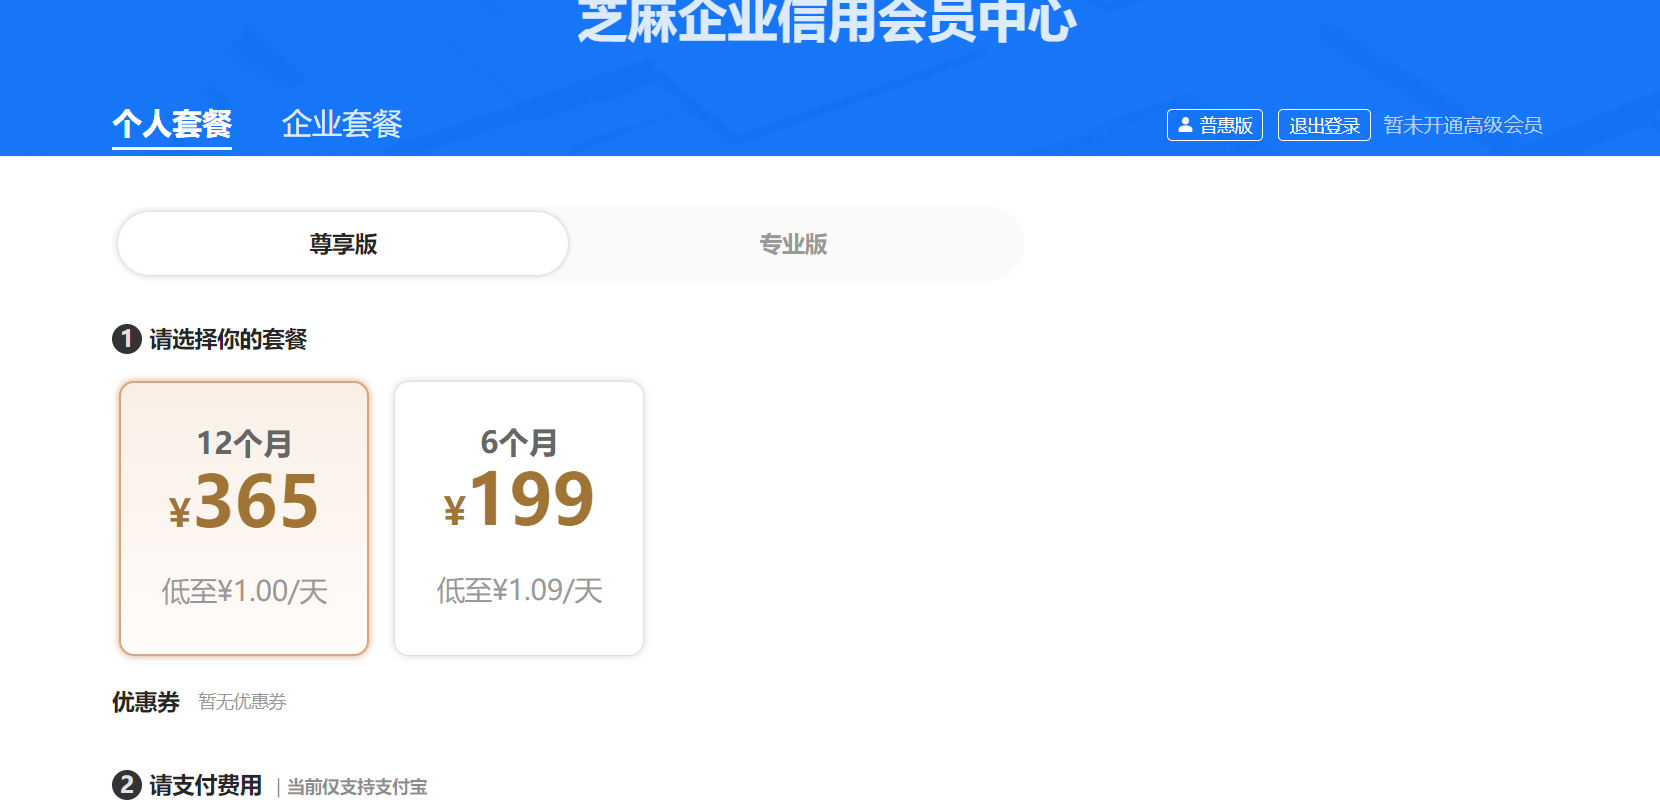 芝麻企业信用会员中心
个人套餐 企业套餐 普惠版 退出登录 暂未开通高级会员
尊享版 专业版
1 请选择你的套餐
12个月 6个月
¥365 ¥199
低至¥1.00/天 低至¥1.09/天
优惠券 暂无优惠券
2 请支付费用 | 当前仅支持支付宝